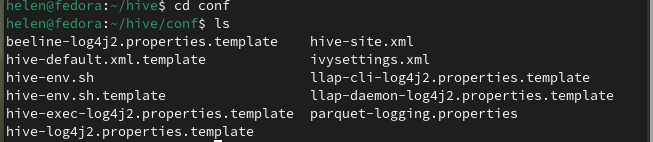 helen@fedora:~/hive$ cd conf
helen@fedora:~/hive/conf$ ls
beeline-log4j2.properties.template    hive-site.xml
hive-default.xml.template             ivysettings.xml
hive-env.sh                           llap-cli-log4j2.properties.template
hive-env.sh.template                  llap-daemon-log4j2.properties.template
hive-exec-log4j2.properties.template  parquet-logging.properties
hive-log4j2.properties.template